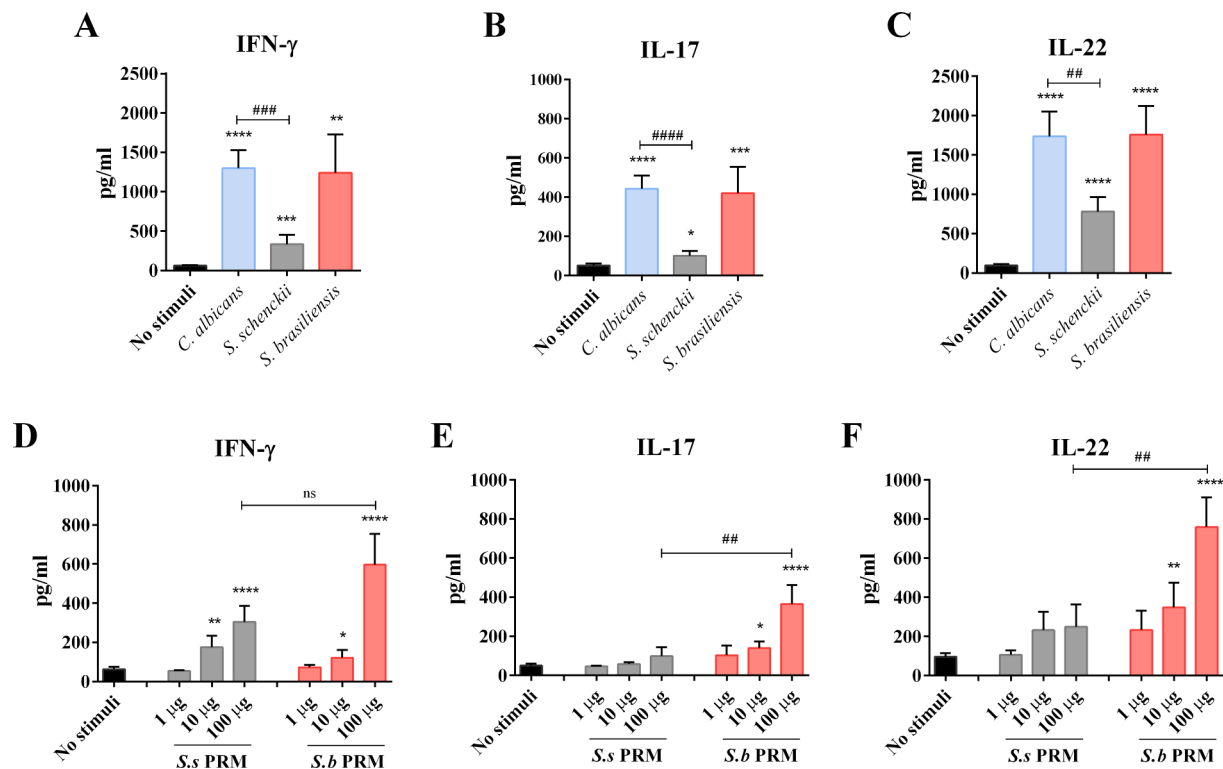 A
IFN-γ
2500
2000
1500
1000
500
0
pg/ml
****
###
***
**
No stimuli
C. albicans
S. schenckii
S. brasiliensis
B
IL-17
1000
800
600
400
200
0
pg/ml
****
####
*
***
No stimuli
C. albicans
S. schenckii
S. brasiliensis
C
IL-22
2500
2000
1500
1000
500
0
pg/ml
****
##
****
****
No stimuli
C. albicans
S. schenckii
S. brasiliensis
D
IFN-γ
1000
800
600
400
200
0
pg/ml
ns
**
****
*
****
No stimuli
1 µg
10 µg
100 µg
1 µg
10 µg
100 µg
S.s PRM
S.b PRM
E
IL-17
1000
800
600
400
200
0
pg/ml
##
*
****
No stimuli
1 µg
10 µg
100 µg
1 µg
10 µg
100 µg
S.s PRM
S.b PRM
F
IL-22
1000
800
600
400
200
0
pg/ml
##
**
****
No stimuli
1 µg
10 µg
100 µg
1 µg
10 µg
100 µg
S.s PRM
S.b PRM